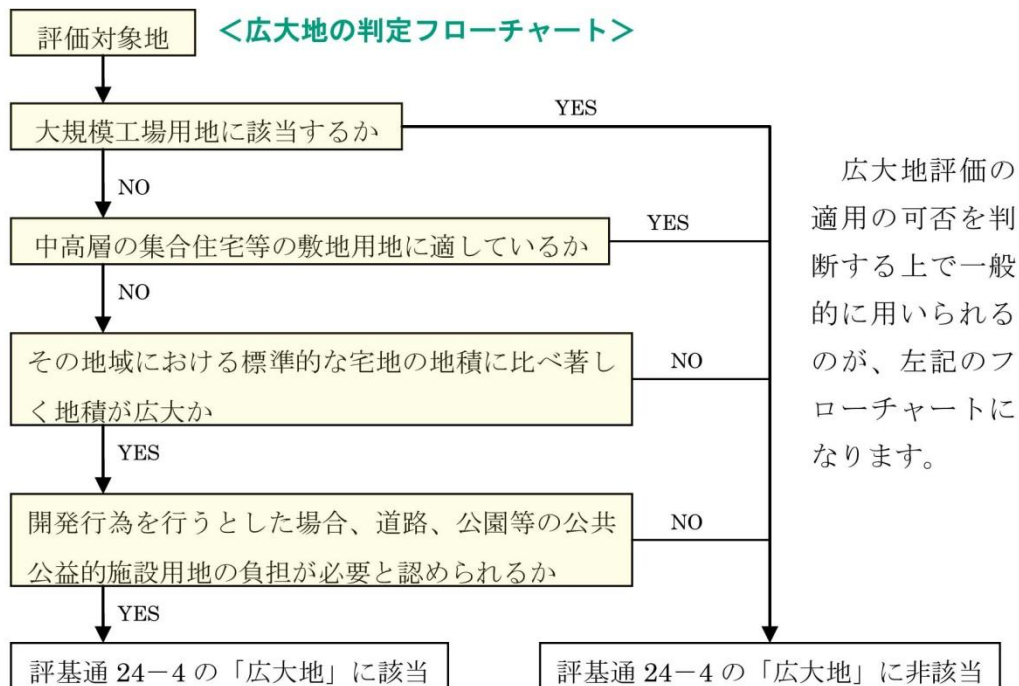 評価対象地
＜広大地の判定フローチャート＞
大規模工場用地に該当するか
YES
NO
中高層の集合住宅等の敷地用地に適しているか
YES
NO
その地域における標準的な宅地の地積に比べ著し
く地積が広大か
NO
YES
開発行為を行うとした場合、道路、公園等の公共
公益的施設用地の負担が必要と認められるか
NO
YES
評基通 24－4 の「広大地」に該当
評基通 24－4 の「広大地」に非該当
広大地評価の
適用の可否を判
断する上で一般
的に用いられる
のが、左記のフ
ローチャートに
なります。